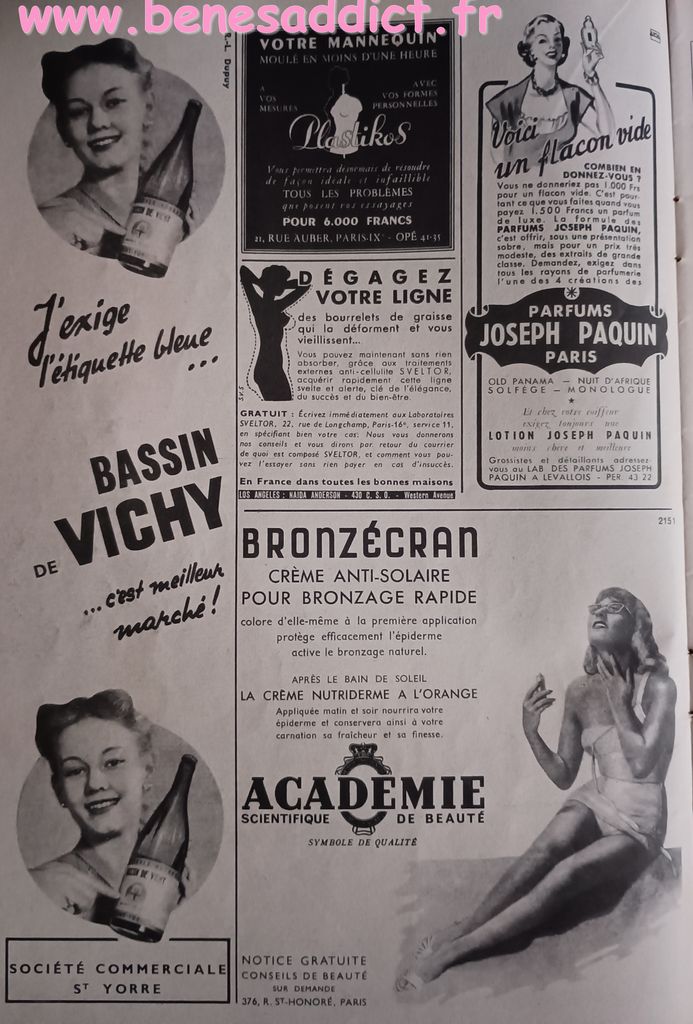 www.benesaddict.fr
R.-L. Dupuy
J'exige
l'étiquette bleue
...
BASSIN
DE VICHY
... c'est meilleur
marché !
BASSIN DE VICHY
SOCIÉTÉ COMMERCIALE
ST YORRE
VOTRE MANNEQUIN
MOULÉ EN MOINS D'UNE HEURE
A VOS MESURES
AVEC VOS FORMES PERSONNELLES
Plastikos
Vous permettra désormais de résoudre
de façon idéale et infaillible
TOUS LES PROBLÈMES
que posent vos essayages
POUR 6.000 FRANCS
21, RUE AUBER, PARIS-IXe - OPÉ 41-35
DÉGAGEZ
VOTRE LIGNE
des bourrelets de graisse
qui la déforment et vous
vieillissent...
Vous pouvez maintenant sans rien
absorber, grâce aux traitements
externes anti-cellulite SVELTOR,
acquérir rapidement cette ligne
svelte et alerte, clé de l'élégance,
du succès et du bien-être.
GRATUIT : Écrivez immédiatement aux Laboratoires
SVELTOR, 22, rue de Longchamp, Paris-16e, service 11,
en spécifiant bien votre cas. Nous vous donnerons
nos conseils et vous dirons par retour du courrier
de quoi est composé SVELTOR, et comment vous pou-
vez l'essayer sans rien payer en cas d'insuccès.
En France dans toutes les bonnes maisons
LOS ANGELES : NAIDA ANDERSON - 430 C. S. O. - Western Avenue
Voici
un flacon vide
COMBIEN EN
DONNEZ-VOUS ?
Vous ne donneriez pas 1.000 Frs
pour un flacon vide. C'est pour-
tant ce que vous faites quand vous
payez 1.500 Francs un parfum
de luxe. La formule des
PARFUMS JOSEPH PAQUIN,
c'est offrir, sous une présentation
sobre, mais pour un prix très
modeste, des extraits de grande
classe. Demandez, exigez dans
tous les rayons de parfumerie
l'une des 4 créations des
PARFUMS
JOSEPH PAQUIN
PARIS
OLD PANAMA — NUIT D'AFRIQUE
SOLFÈGE - MONOLOGUE
Et chez votre coiffeur
exigez toujours une
LOTION JOSEPH PAQUIN
moins chère et meilleure
Grossistes et détaillants adressez-
vous au LAB DES PARFUMS JOSEPH
PAQUIN A LEVALLOIS - PER. 43 22
2151
BRONZÉCRAN
CRÈME ANTI-SOLAIRE
POUR BRONZAGE RAPIDE
colore d'elle-même à la première application
protège efficacement l'épiderme
active le bronzage naturel.
APRÈS LE BAIN DE SOLEIL
LA CRÈME NUTRIDERME A L'ORANGE
Appliquée matin et soir nourrira votre
épiderme et conservera ainsi à votre
carnation sa fraîcheur et sa finesse.
ACADÉMIE
SCIENTIFIQUE DE BEAUTÉ
SYMBOLE DE QUALITÉ
NOTICE GRATUITE
CONSEILS DE BEAUTÉ
SUR DEMANDE
376, R. ST-HONORÉ, PARIS